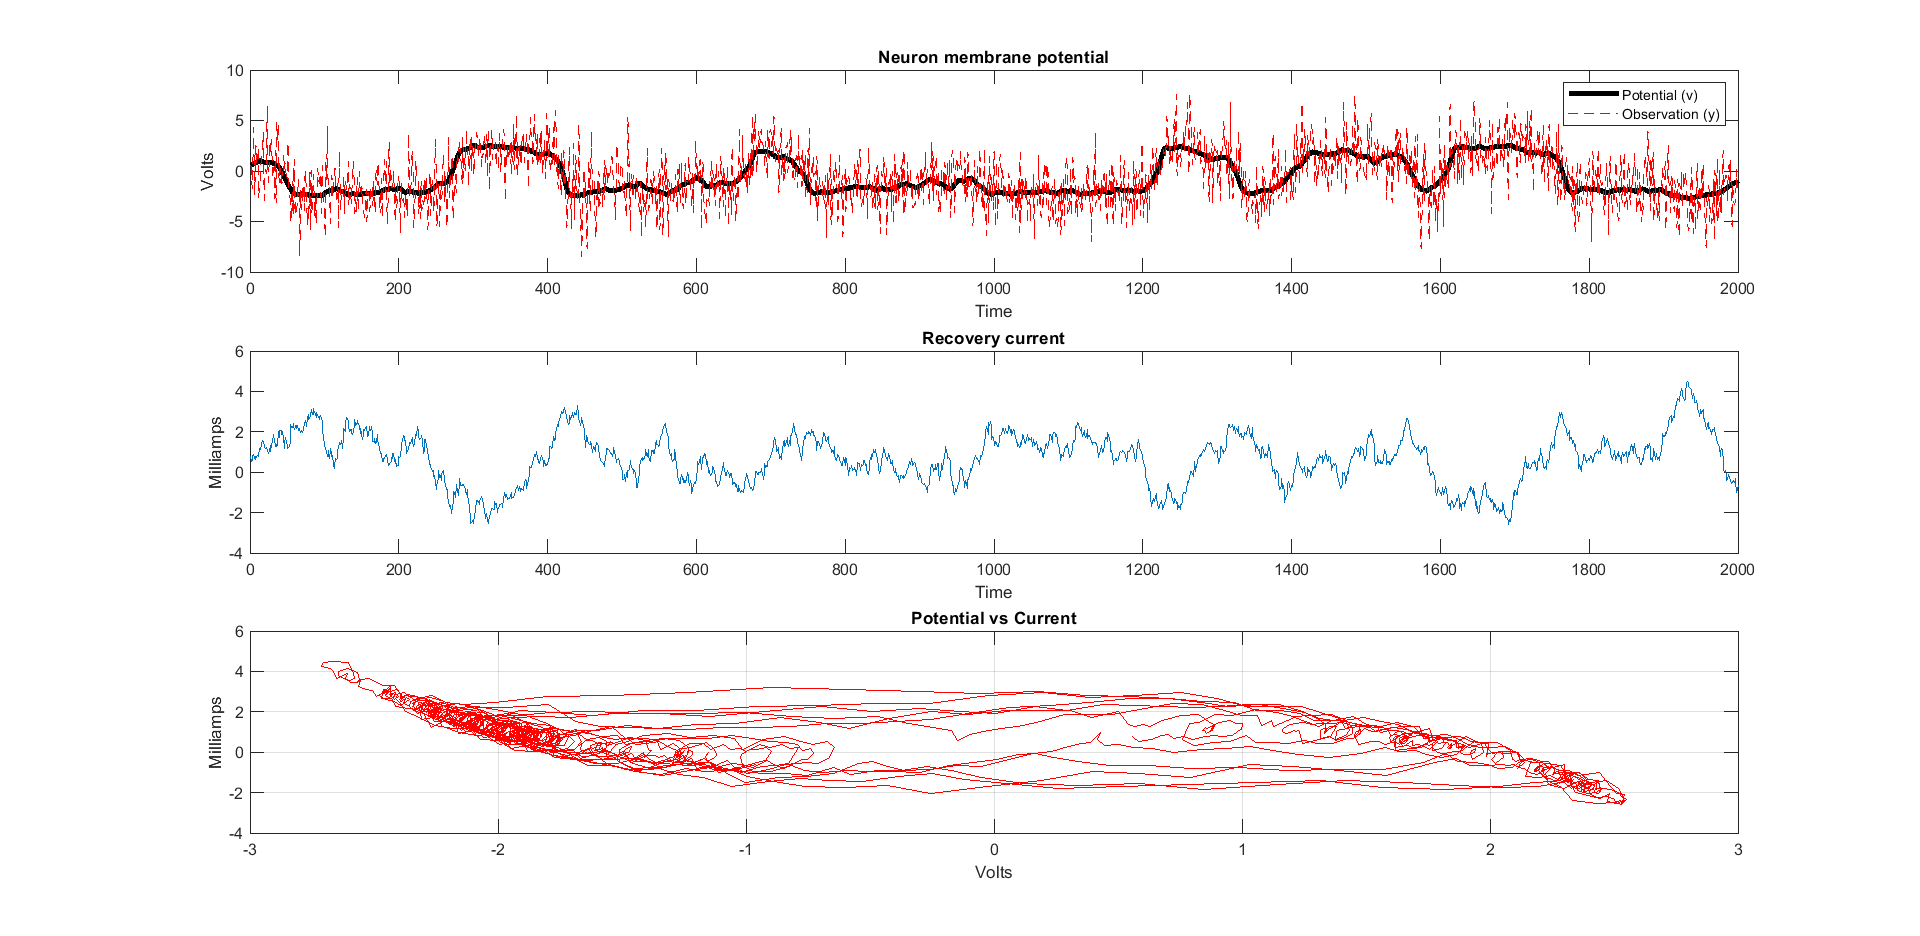 Neuron membrane potential
10
5
0
-5
-10
Volts
Potential (v)
Observation (y)
0 200 400 600 800 1000 1200 1400 1600 1800 2000
Time
Recovery current
6
4
2
0
-2
-4
Milliamps
0 200 400 600 800 1000 1200 1400 1600 1800 2000
Time
Potential vs Current
6
4
2
0
-2
-4
Milliamps
-3 -2 -1 0 1 2 3
Volts